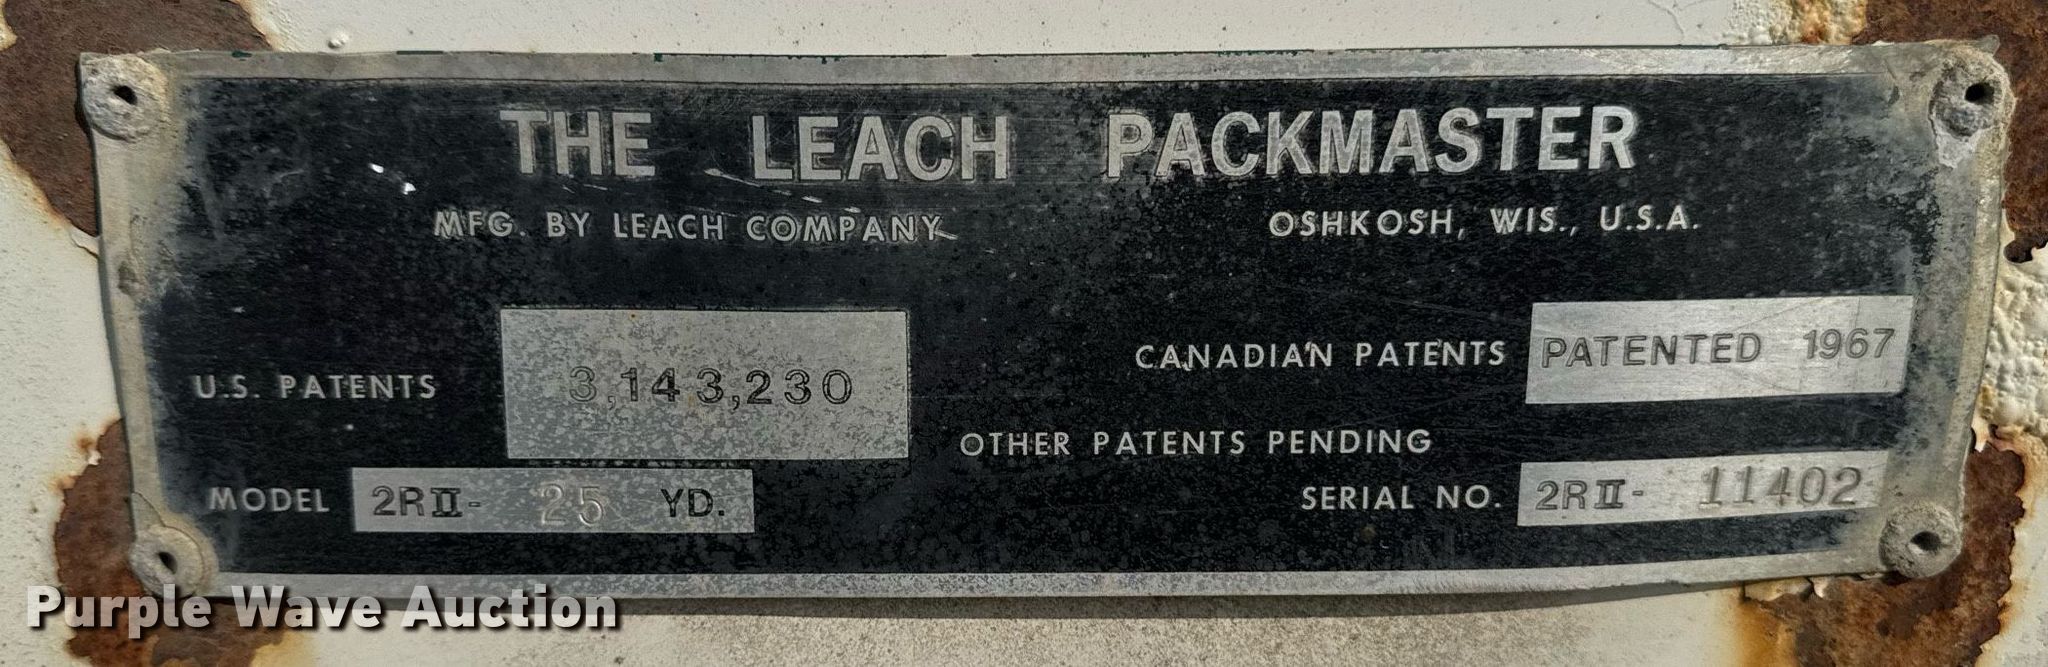 THE LEACH PACKMASTER
MFG. BY LEACH COMPANY OSHKOSH, WIS., U.S.A.
U.S. PATENTS 3,143,230
CANADIAN PATENTS PATENTED 1967
OTHER PATENTS PENDING
MODEL 2RII- 25 YD.
SERIAL NO. 2RII- 11402
Purple Wave Auction